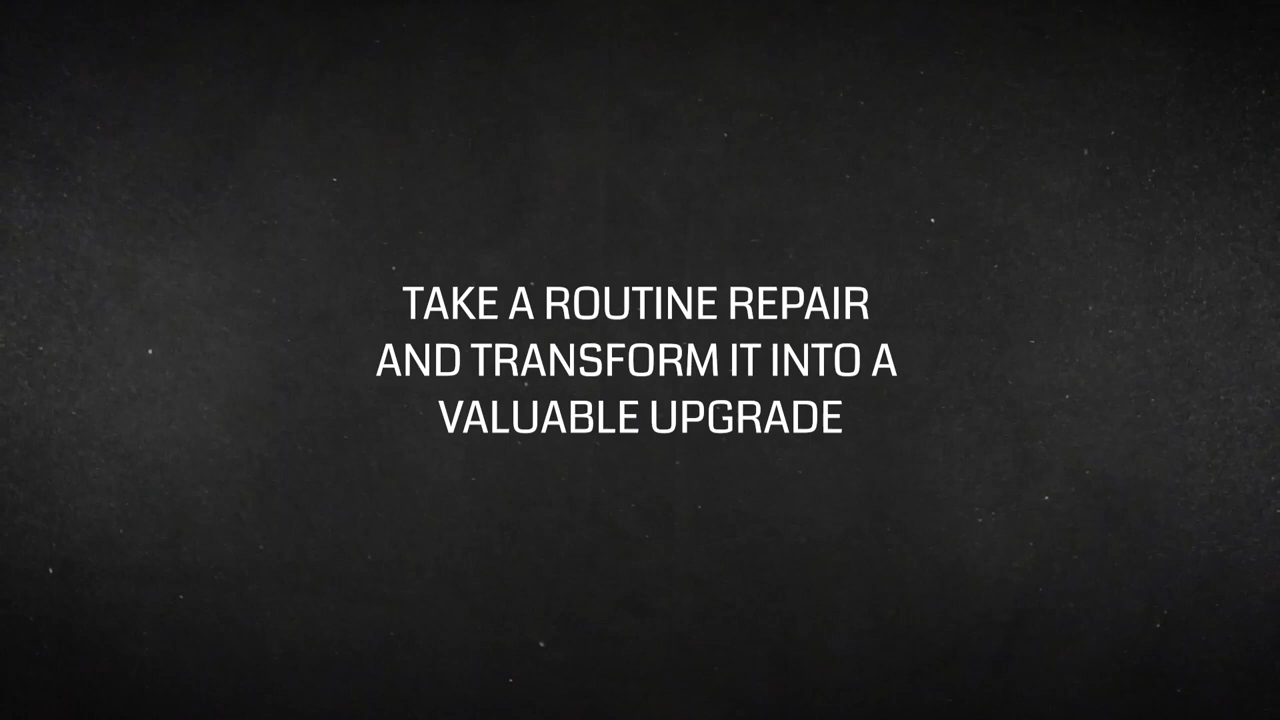 TAKE A ROUTINE REPAIR
AND TRANSFORM IT INTO A
VALUABLE UPGRADE